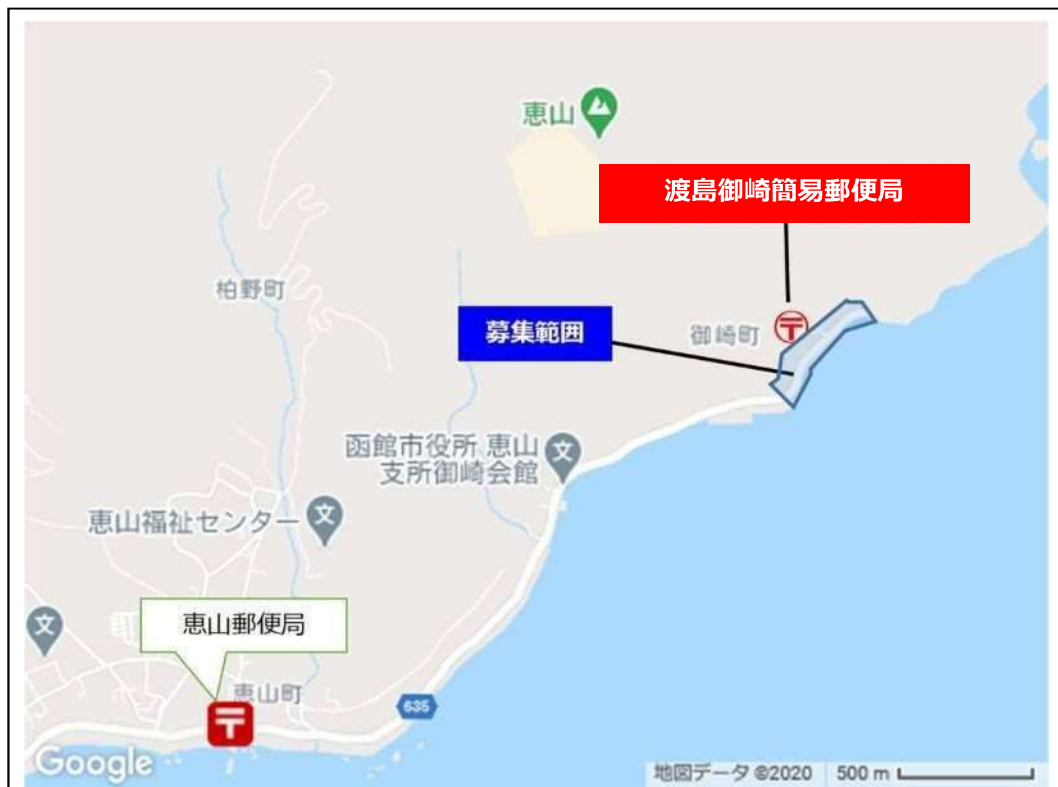 恵山
渡島御崎簡易郵便局
柏野町
募集範囲
御崎町
函館市役所 恵山
支所御崎会館
恵山福祉センター
恵山郵便局
恵山町
635
Google
地図データ ©2020
500 m